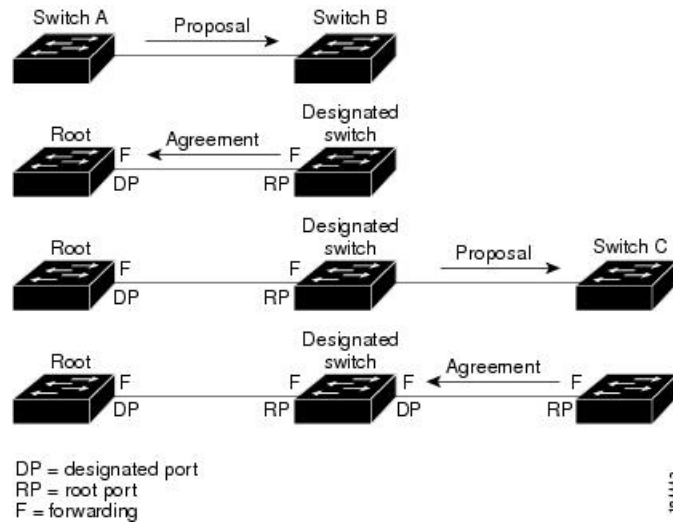 Switch A
Proposal
Switch B
Root
F
Agreement
F
Designated
switch
DP
RP
Root
F
F
Designated
switch
Proposal
Switch C
DP
RP
Root
F
F
Designated
switch
F
Agreement
F
DP
RP
DP
RP
DP = designated port
RP = root port
F = forwarding